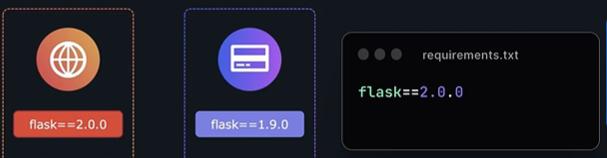 flask==2.0.0
flask==1.9.0
requirements.txt
flask==2.0.0